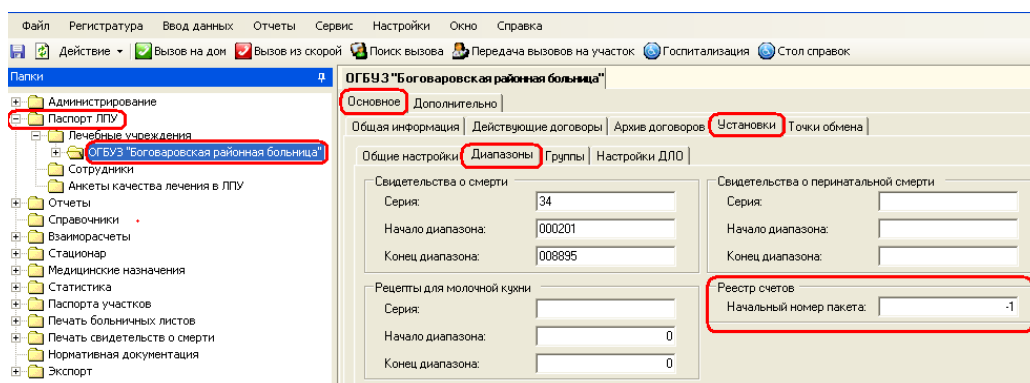 Файл Регистратура Ввод данных Отчеты Сервис Настройки Окно Справка
Действие Вызов на дом Вызов из скорой Поиск вызова Передача вызовов на участок Госпитализация Стол справок
Папки
Администрирование
Паспорт ЛПУ
Лечебные учреждения
ОГБУЗ "Боговаровская районная больница"
Сотрудники
Анкеты качества лечения в ЛПУ
Отчеты
Справочники
Взаиморасчеты
Стационар
Медицинские назначения
Статистика
Паспорта участков
Печать больничных листов
Печать свидетельств о смерти
Нормативная документация
Экспорт
ОГБУЗ "Боговаровская районная больница"
Основное Дополнительно
Общая информация Действующие договоры Архив договоров Установки Точки обмена
Общие настройки Диапазоны Группы Настройки ДЛО
Свидетельства о смерти
Серия: 34
Начало диапазона: 000201
Конец диапазона: 008895
Свидетельства о перинатальной смерти
Серия:
Начало диапазона:
Конец диапазона:
Рецепты для молочной кухни
Серия:
Начало диапазона: 0
Конец диапазона: 0
Реестр счетов
Начальный номер пакета: -1